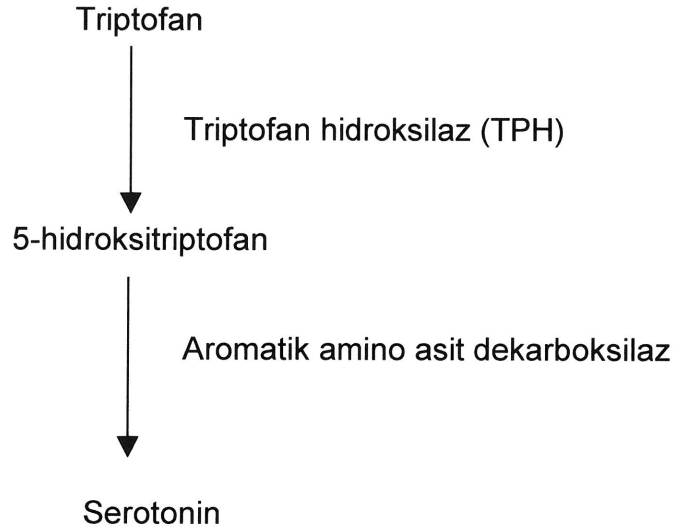 Triptofan
Triptofan hidroksilaz (TPH)
5-hidroksitriptofan
Aromatik amino asit dekarboksilaz
Serotonin